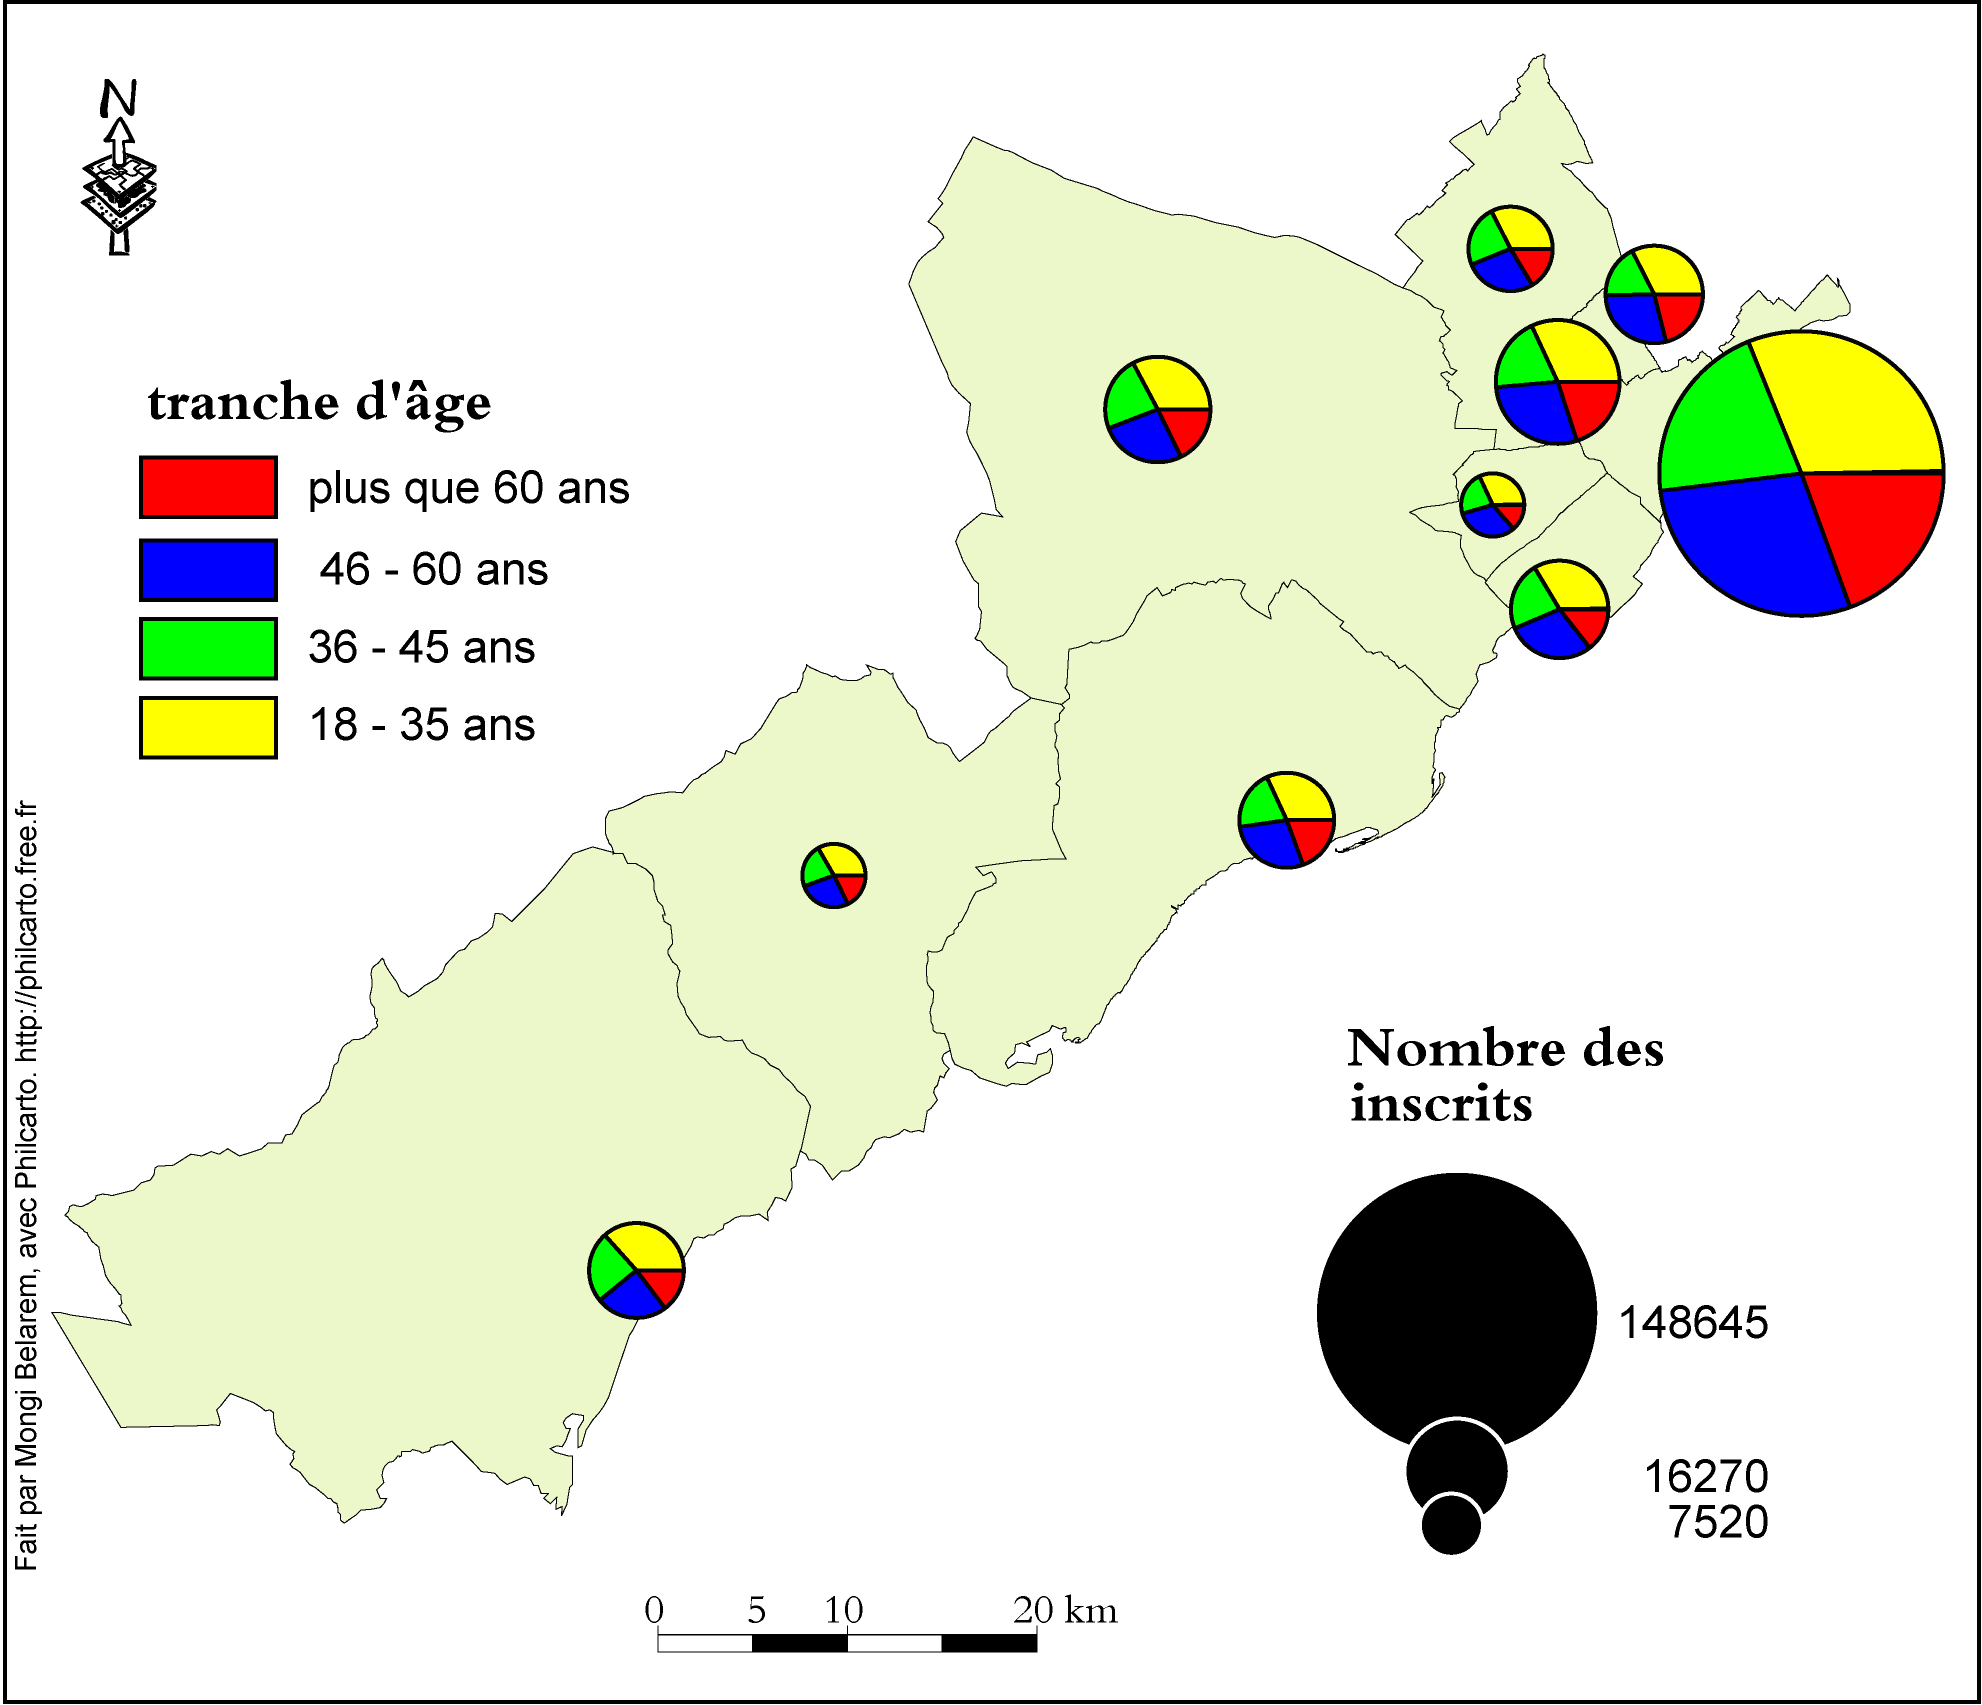 N
tranche d'âge
plus que 60 ans
46 - 60 ans
36 - 45 ans
18 - 35 ans
Fait par Mongi Belarem, avec Philcarto. http://philcarto.free.fr
Nombre des
inscrits
148645
16270
7520
0 5 10 20 km